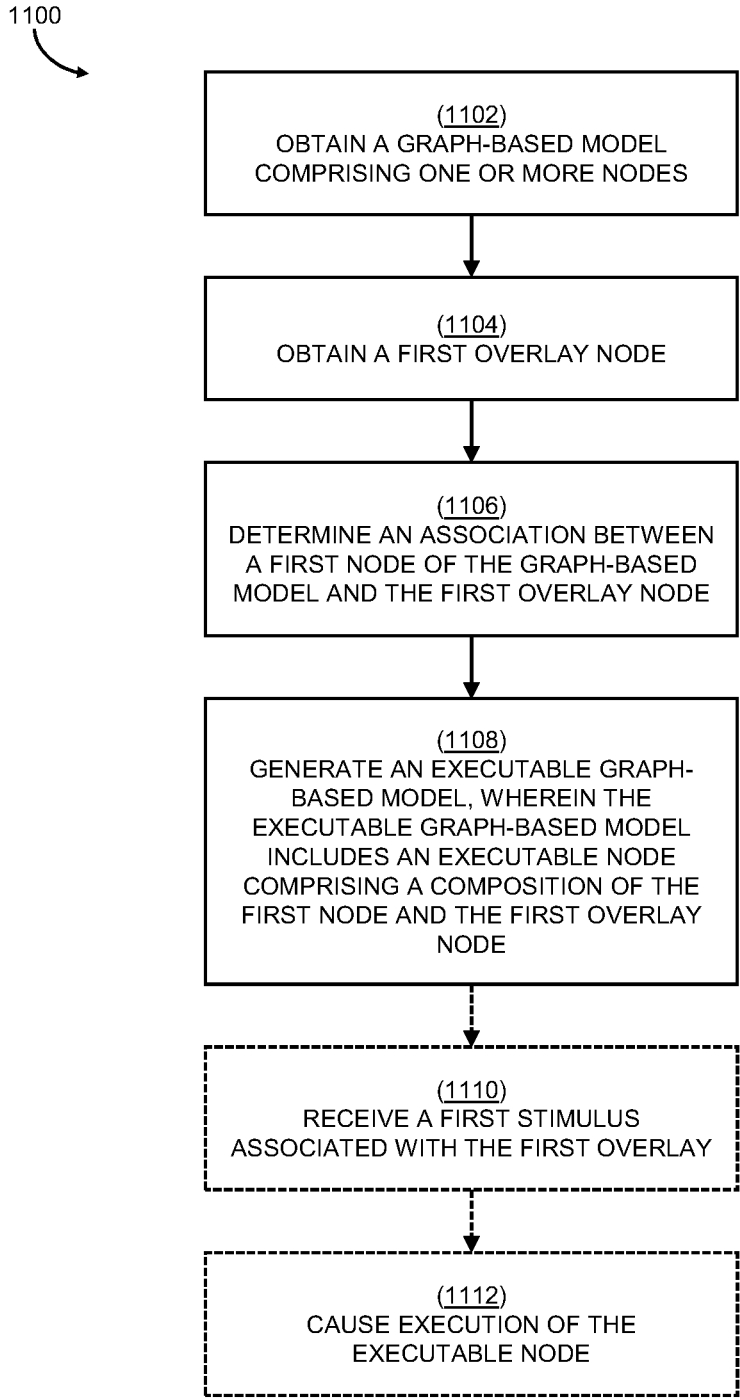 1100
(1102)
OBTAIN A GRAPH-BASED MODEL
COMPRISING ONE OR MORE NODES
(1104)
OBTAIN A FIRST OVERLAY NODE
(1106)
DETERMINE AN ASSOCIATION BETWEEN
A FIRST NODE OF THE GRAPH-BASED
MODEL AND THE FIRST OVERLAY NODE
(1108)
GENERATE AN EXECUTABLE GRAPH-
BASED MODEL, WHEREIN THE
EXECUTABLE GRAPH-BASED MODEL
INCLUDES AN EXECUTABLE NODE
COMPRISING A COMPOSITION OF THE
FIRST NODE AND THE FIRST OVERLAY
NODE
(1110)
RECEIVE A FIRST STIMULUS
ASSOCIATED WITH THE FIRST OVERLAY
(1112)
CAUSE EXECUTION OF THE
EXECUTABLE NODE